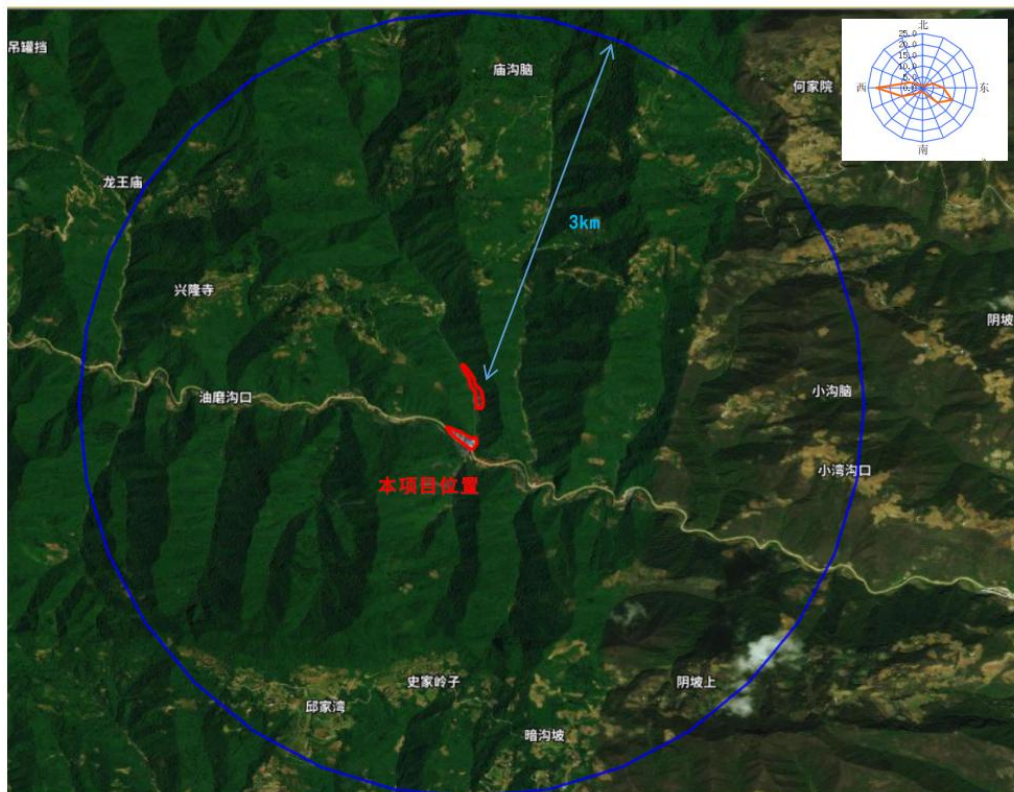 吊罐挡
庙沟脑
何家院
北
25.0
20.0
15.0
10.0
5.0
0.0
西
东
南
龙王庙
3km
兴隆寺
阴坡
油磨沟口
小沟脑
小湾沟口
本项目位置
史家岭子
阴坡上
邱家湾
暗沟坡